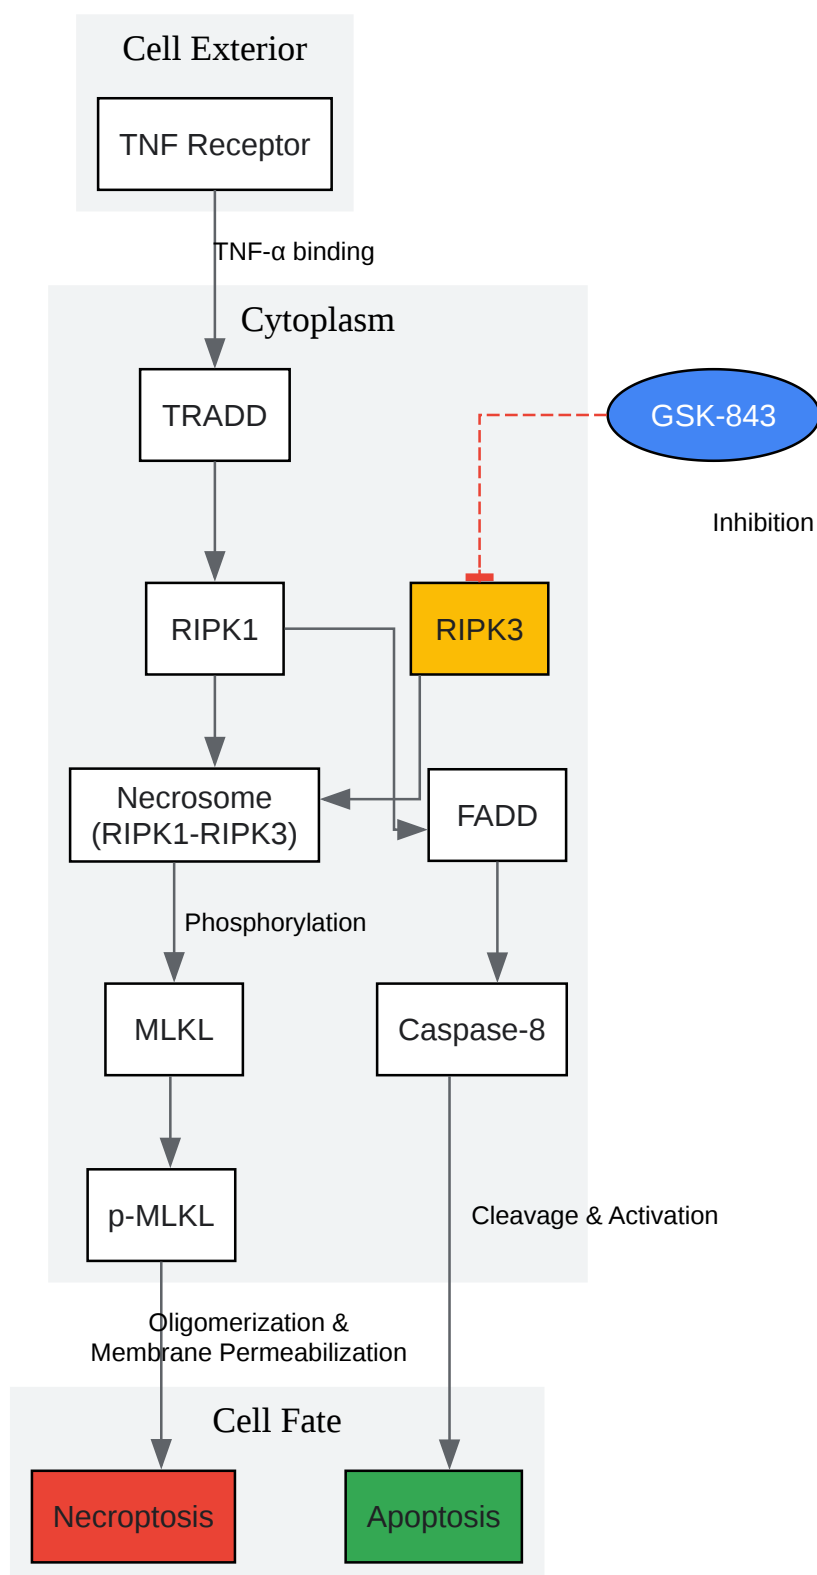 Cell Exterior
TNF Receptor
TNF-α binding
Cytoplasm
TRADD
GSK-843
Inhibition
RIPK1
RIPK3
Necrosome
(RIPK1-RIPK3)
FADD
Phosphorylation
MLKL
Caspase-8
p-MLKL
Cleavage & Activation
Oligomerization &
Membrane Permeabilization
Cell Fate
Necroptosis
Apoptosis